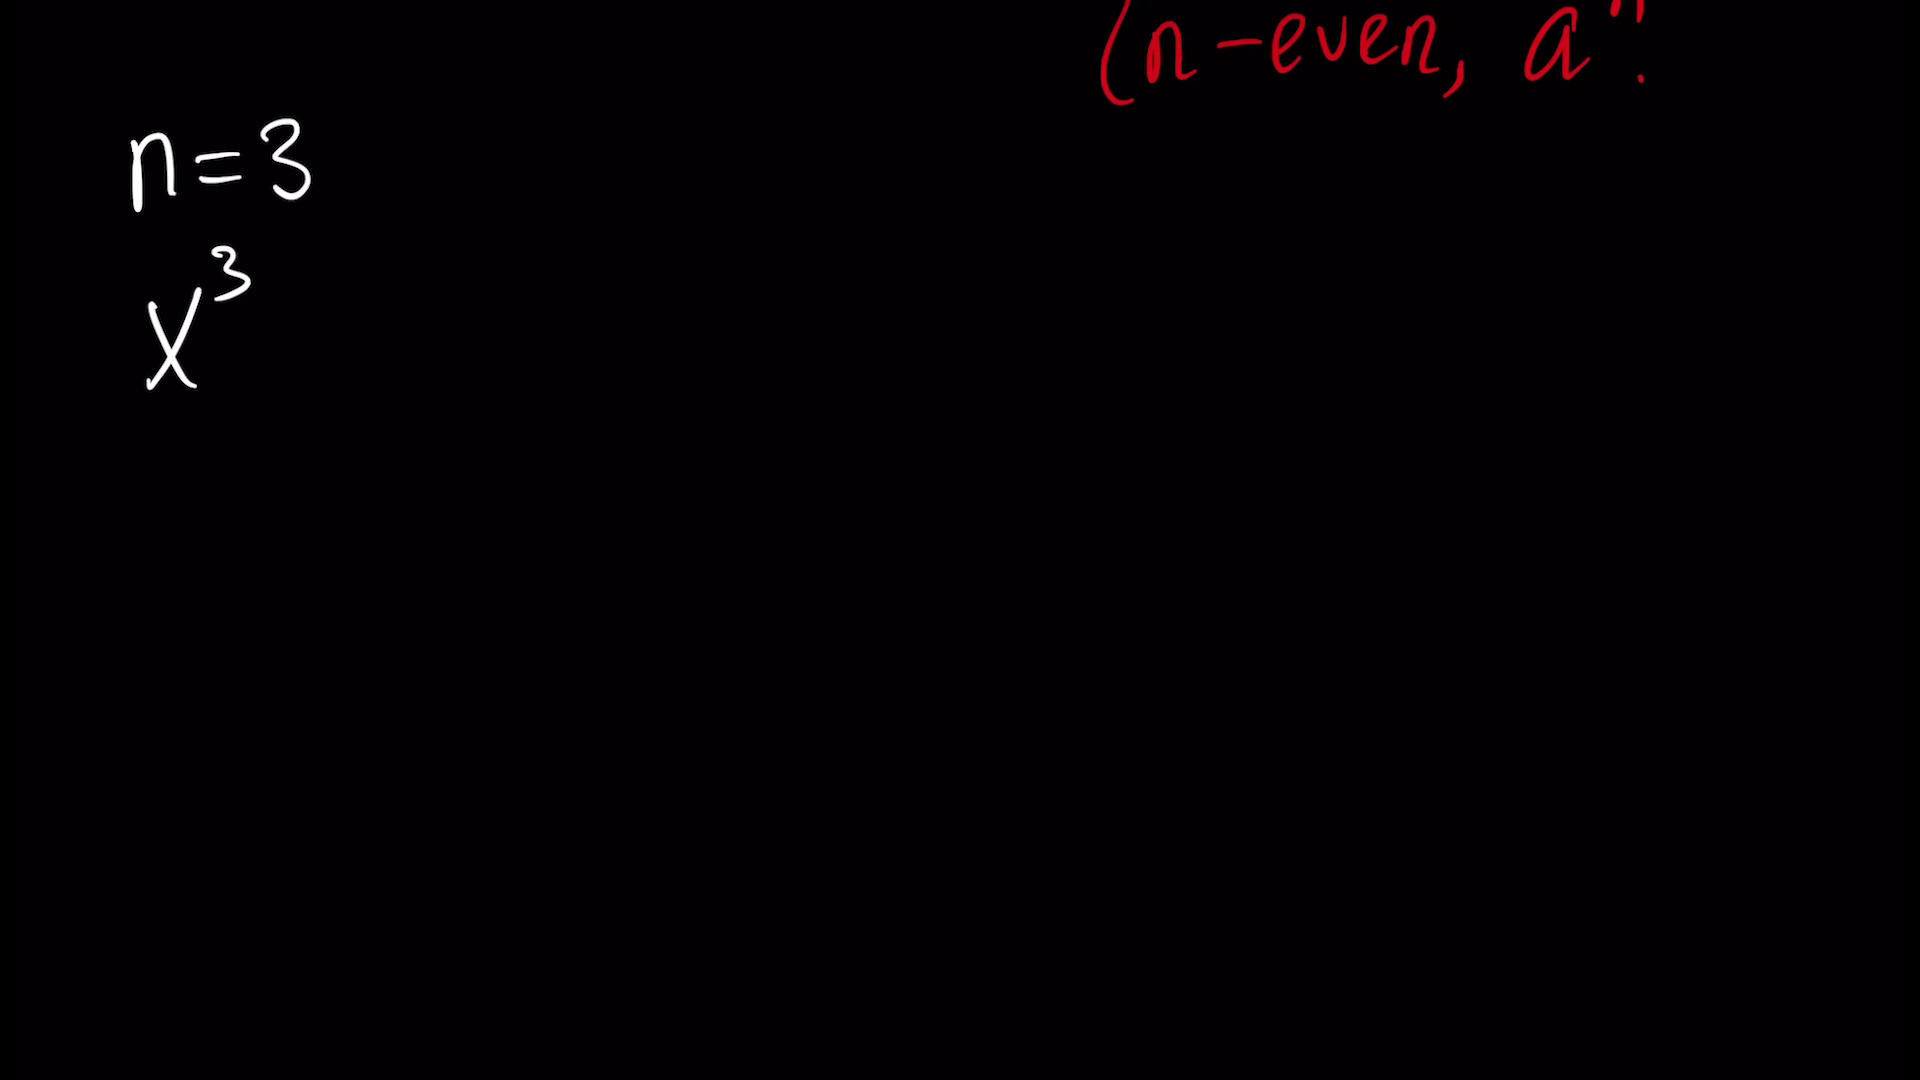 (n-even, a
n=3
x³